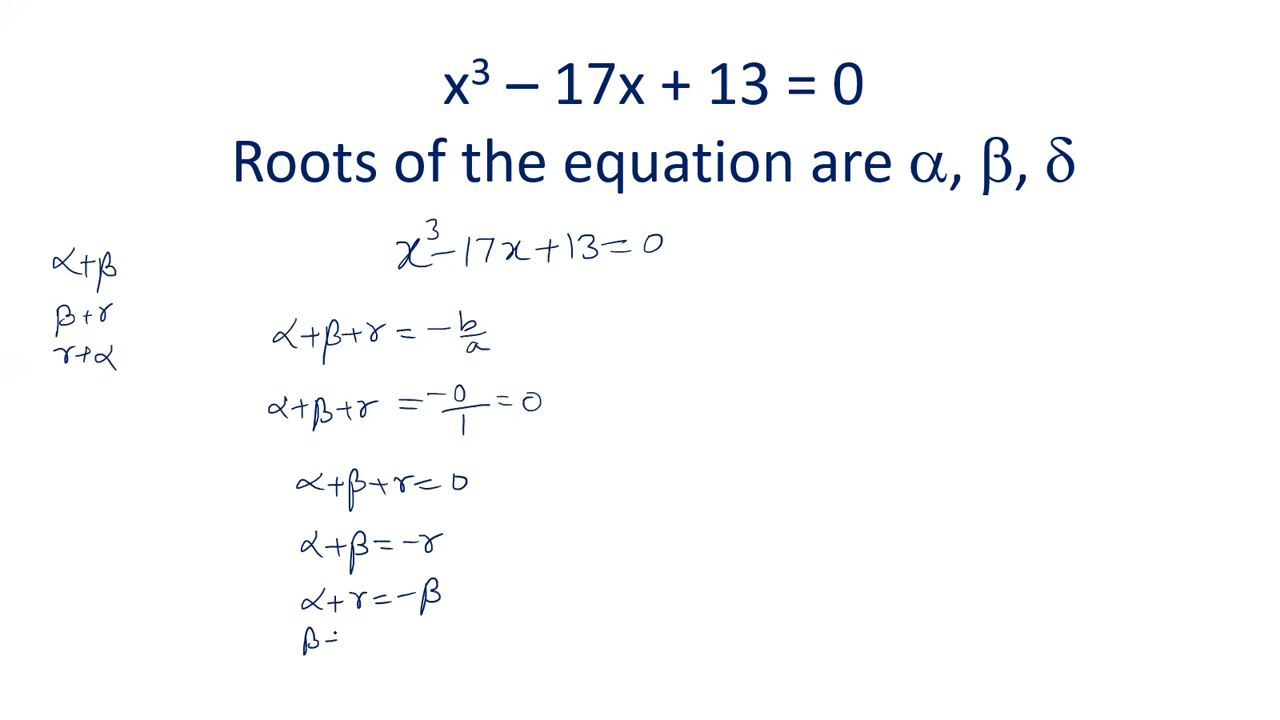 x³ – 17x + 13 = 0
Roots of the equation are α, β, δ
x³ – 17x + 13 = 0
α+β
β+γ
γ+α
α+β+γ = –b/a
α+β+γ = –0/1 = 0
α+β+γ = 0
α+β = –γ
α+γ = –β
β